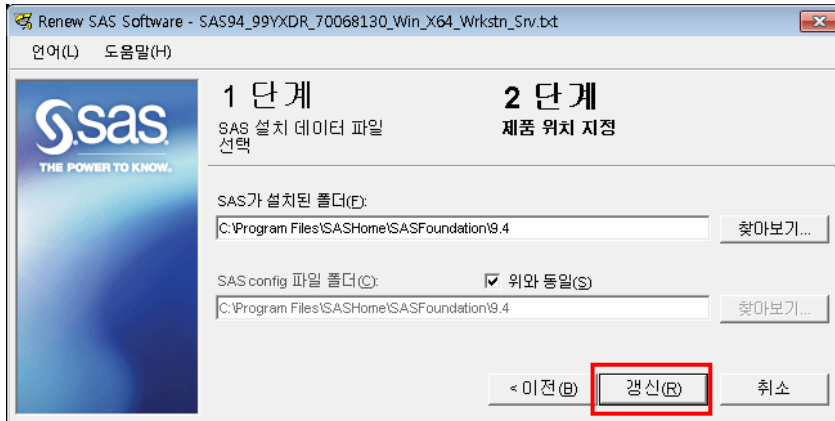 Renew SAS Software - SAS94_99YXDR_70068130_Win_X64_Wrkstn_Srv.txt
언어(L) 도움말(H)
1 단계
SAS 설치 데이터 파일
선택
2 단계
제품 위치 지정
sas
THE POWER TO KNOW.
SAS가 설치된 폴더(F):
C:\Program Files\SASHome\SASFoundation\9.4
찾아보기...
SAS config 파일 폴더(C):
위와 동일(S)
C:\Program Files\SASHome\SASFoundation\9.4
찾아보기...
< 이전(B) 갱신(R) 취소